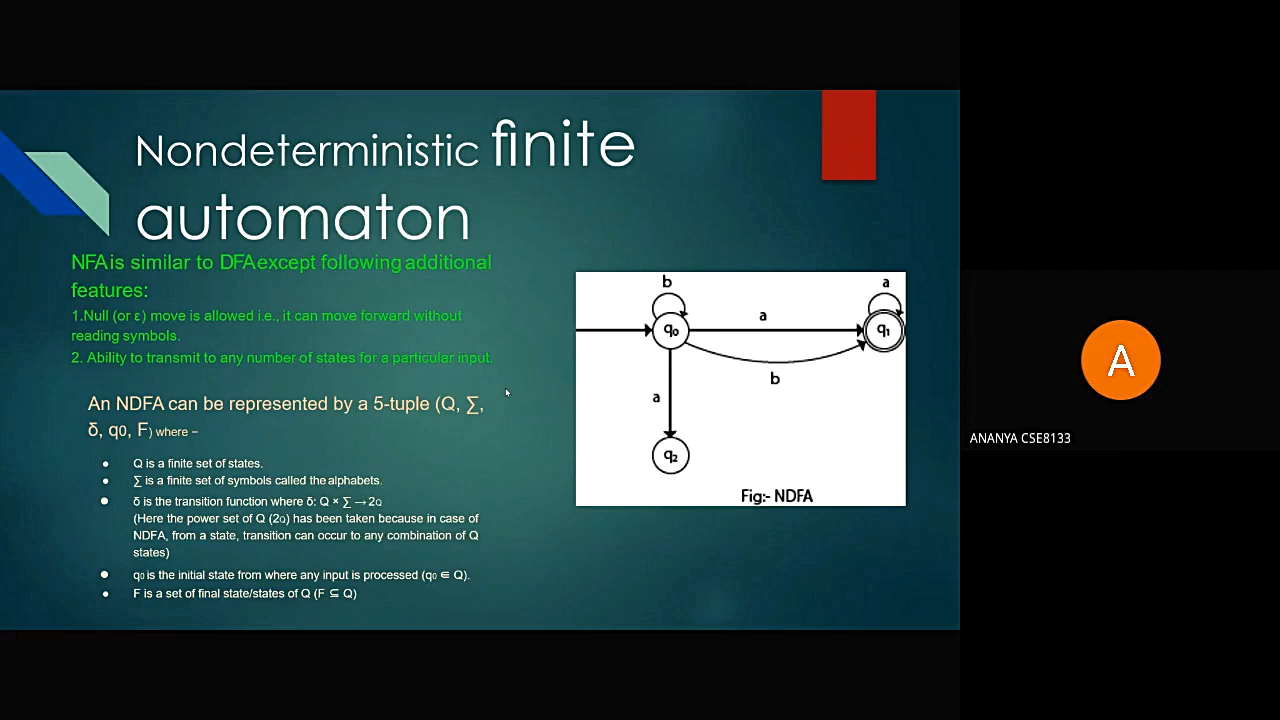 Nondeterministic finite
automaton
NFA is similar to DFA except following additional
features:
1.Null (or ε) move is allowed i.e., it can move forward without
reading symbols.
2. Ability to transmit to any number of states for a particular input.
An NDFA can be represented by a 5-tuple (Q, ∑,
δ, q0, F) where –
● Q is a finite set of states.
● ∑ is a finite set of symbols called the alphabets.
● δ is the transition function where δ: Q × ∑ → 2Q
(Here the power set of Q (2Q) has been taken because in case of
NDFA, from a state, transition can occur to any combination of Q
states)
● q0 is the initial state from where any input is processed (q0 ∈ Q).
● F is a set of final state/states of Q (F ⊆ Q)
b
a
q₀
a
q₁
b
a
q₂
Fig:- NDFA
A
ANANYA CSE8133